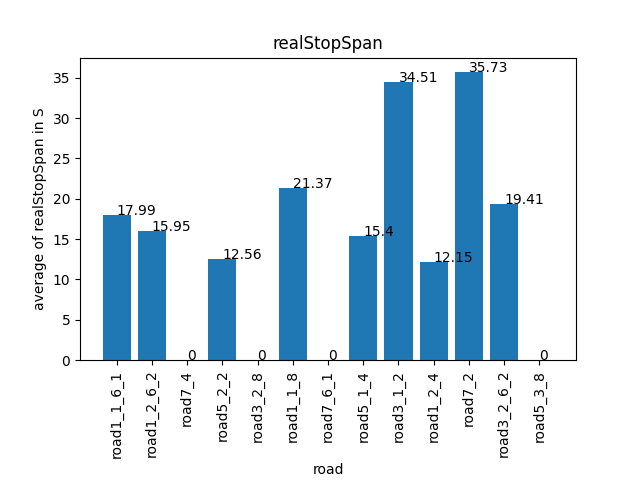 realStopSpan
average of realStopSpan in S
35
30
25
20
15
10
5
0
17.99
15.95
0
12.56
0
21.37
0
15.4
34.51
12.15
35.73
19.41
0
road1_1_6_1
road1_2_6_2
road7_4
road5_2_2
road3_2_8
road1_1_8
road7_6_1
road5_1_4
road3_1_2
road1_2_4
road7_2
road3_2_6_2
road5_3_8
road